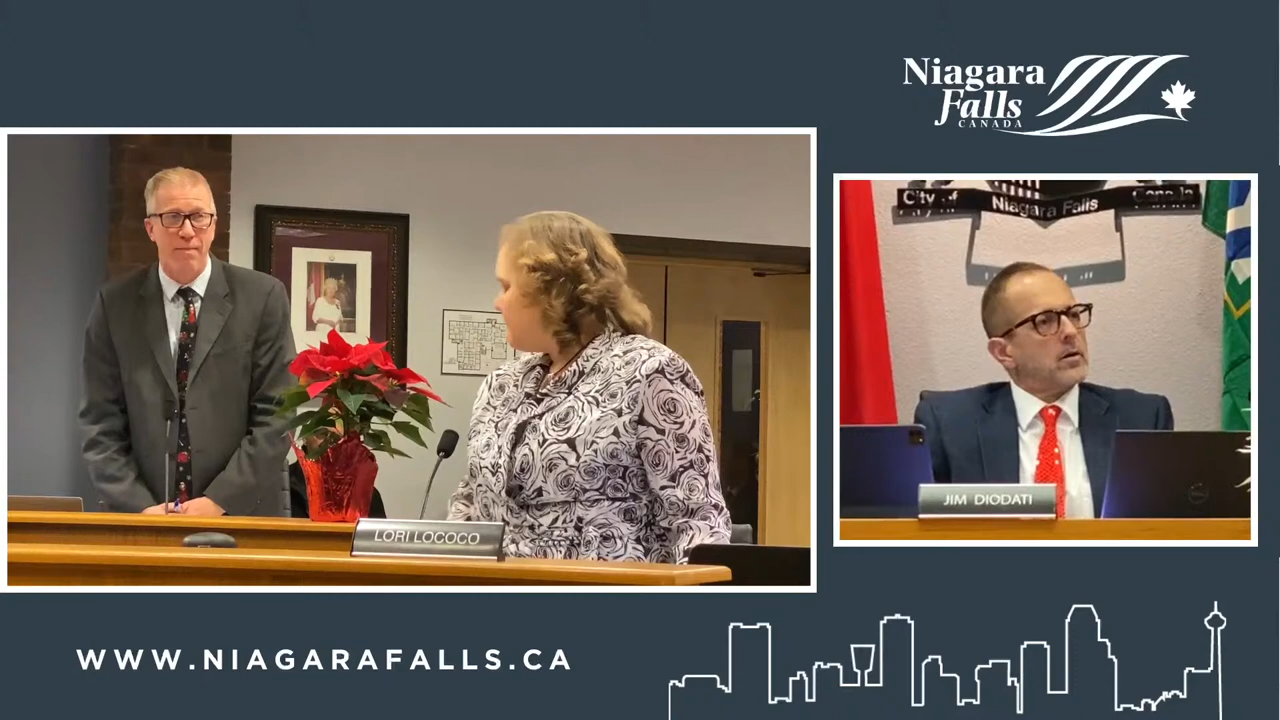 Niagara
Falls
CANADA
City of
Niagara Falls
Canada
JIM DIODATI
LORI LOCOCO
WWW.NIAGARAFALLS.CA